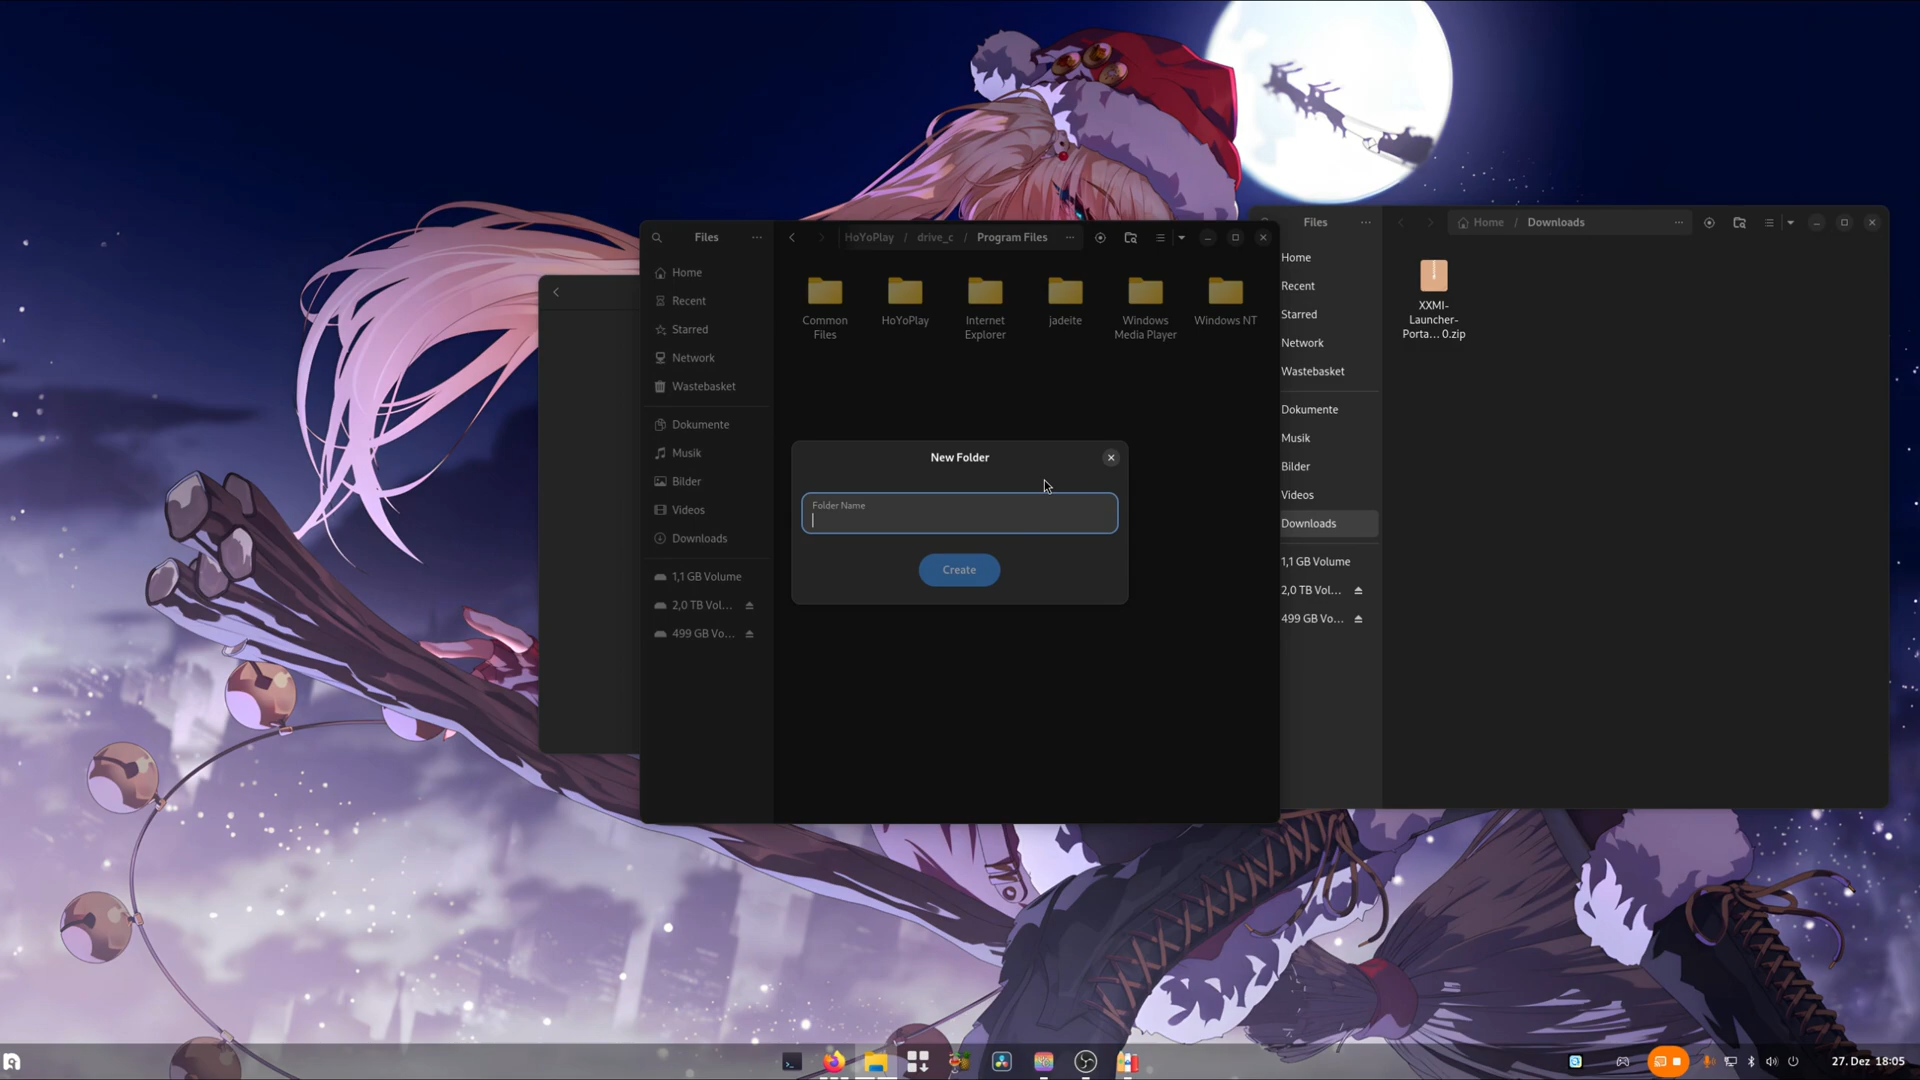 Files
Home
Recent
Starred
Network
Wastebasket
Dokumente
Musik
Bilder
Videos
Downloads
1,1 GB Volume
2,0 TB Vol…
499 GB Vo…
HoYoPlay / drive_c / Program Files
Common
Files
HoYoPlay
Internet
Explorer
jadeite
Windows
Media Player
Windows NT
New Folder
Folder Name
Create
Files
Home
Recent
Starred
Network
Wastebasket
Dokumente
Musik
Bilder
Videos
Downloads
1,1 GB Volume
2,0 TB Vol…
499 GB Vo…
Home / Downloads
XXMI-
Launcher-
Porta… 0.zip
27. Dez 18:05